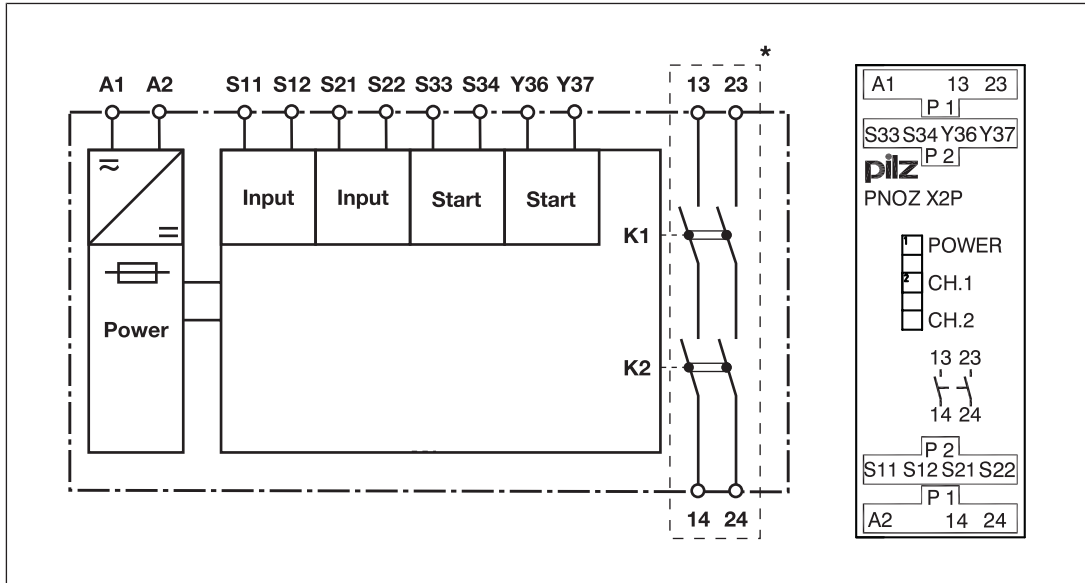 *
A1 A2 S11 S12 S21 S22 S33 S34 Y36 Y37 13 23
Input Input Start Start
K1
Power
K2
14 24
A1 13 23
P 1
S33 S34 Y36 Y37
P 2
pilz
PNOZ X2P
1 POWER
2 CH.1
CH.2
13 23
14 24
P 2
S11 S12 S21 S22
P 1
A2 14 24